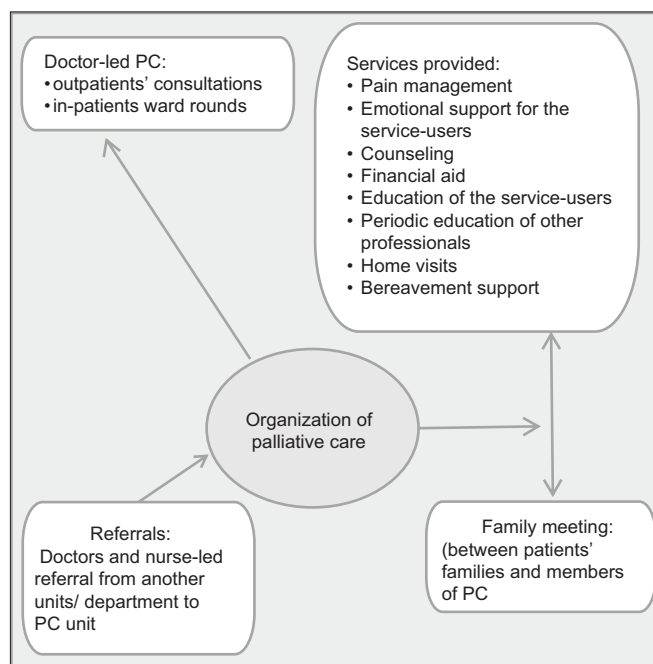 Doctor-led PC:
•outpatients' consultations
•in-patients ward rounds
Services provided:
• Pain management
• Emotional support for the
service-users
• Counseling
• Financial aid
• Education of the service-users
• Periodic education of other
professionals
• Home visits
• Bereavement support
Organization of
palliative care
Referrals:
Doctors and nurse-led
referral from another
units/ department to
PC unit
Family meeting:
(between patients'
families and members
of PC